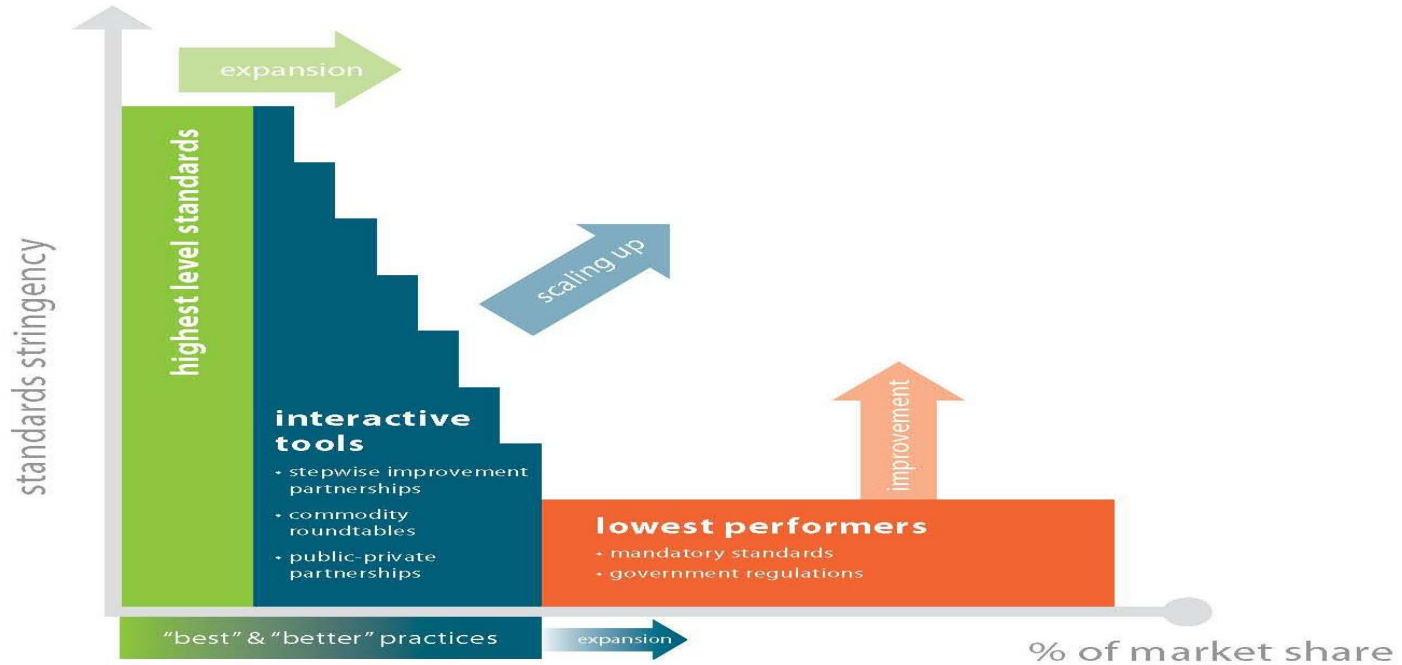 expansion
highest level standards
standards stringency
scaling up
improvement
interactive
tools
• stepwise improvement
partnerships
• commodity
roundtables
• public-private
partnerships
lowest performers
• mandatory standards
• government regulations
"best" & "better" practices
expansion
% of market share